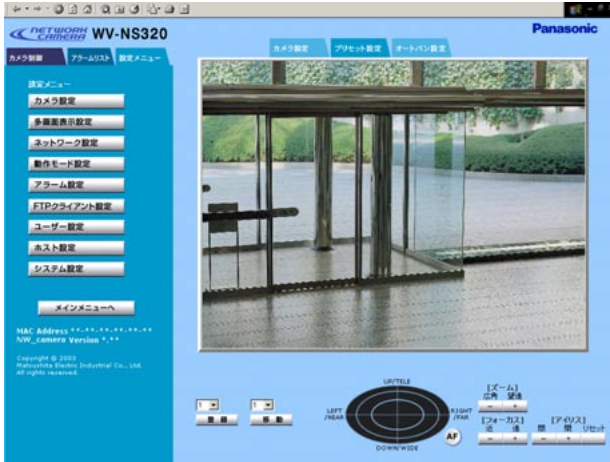 NETWORK CAMERA WV-NS320
Panasonic
カメラ制御 アラームリスト 設定メニュー
カメラ設定 プリセット設定 オートパン設定
設定メニュー
カメラ設定
多画面表示設定
ネットワーク設定
動作モード設定
アラーム設定
FTPクライアント設定
ユーザー設定
ホスト設定
システム設定
メインメニューへ
MAC Address **.**.**.**.**.**
NW_camera Version *.**
Copyright @ 2003
Matsushita Electric Industrial Co., Ltd.
All rights reserved.
1 1
登録 移動
UP/TELE
LEFT /NEAR
RIGHT /FAR
DOWN/WIDE
AF
[ズーム]
広角 望遠
- +
[フォーカス] [アイリス]
近 遠 閉 開 リセット
- + - +